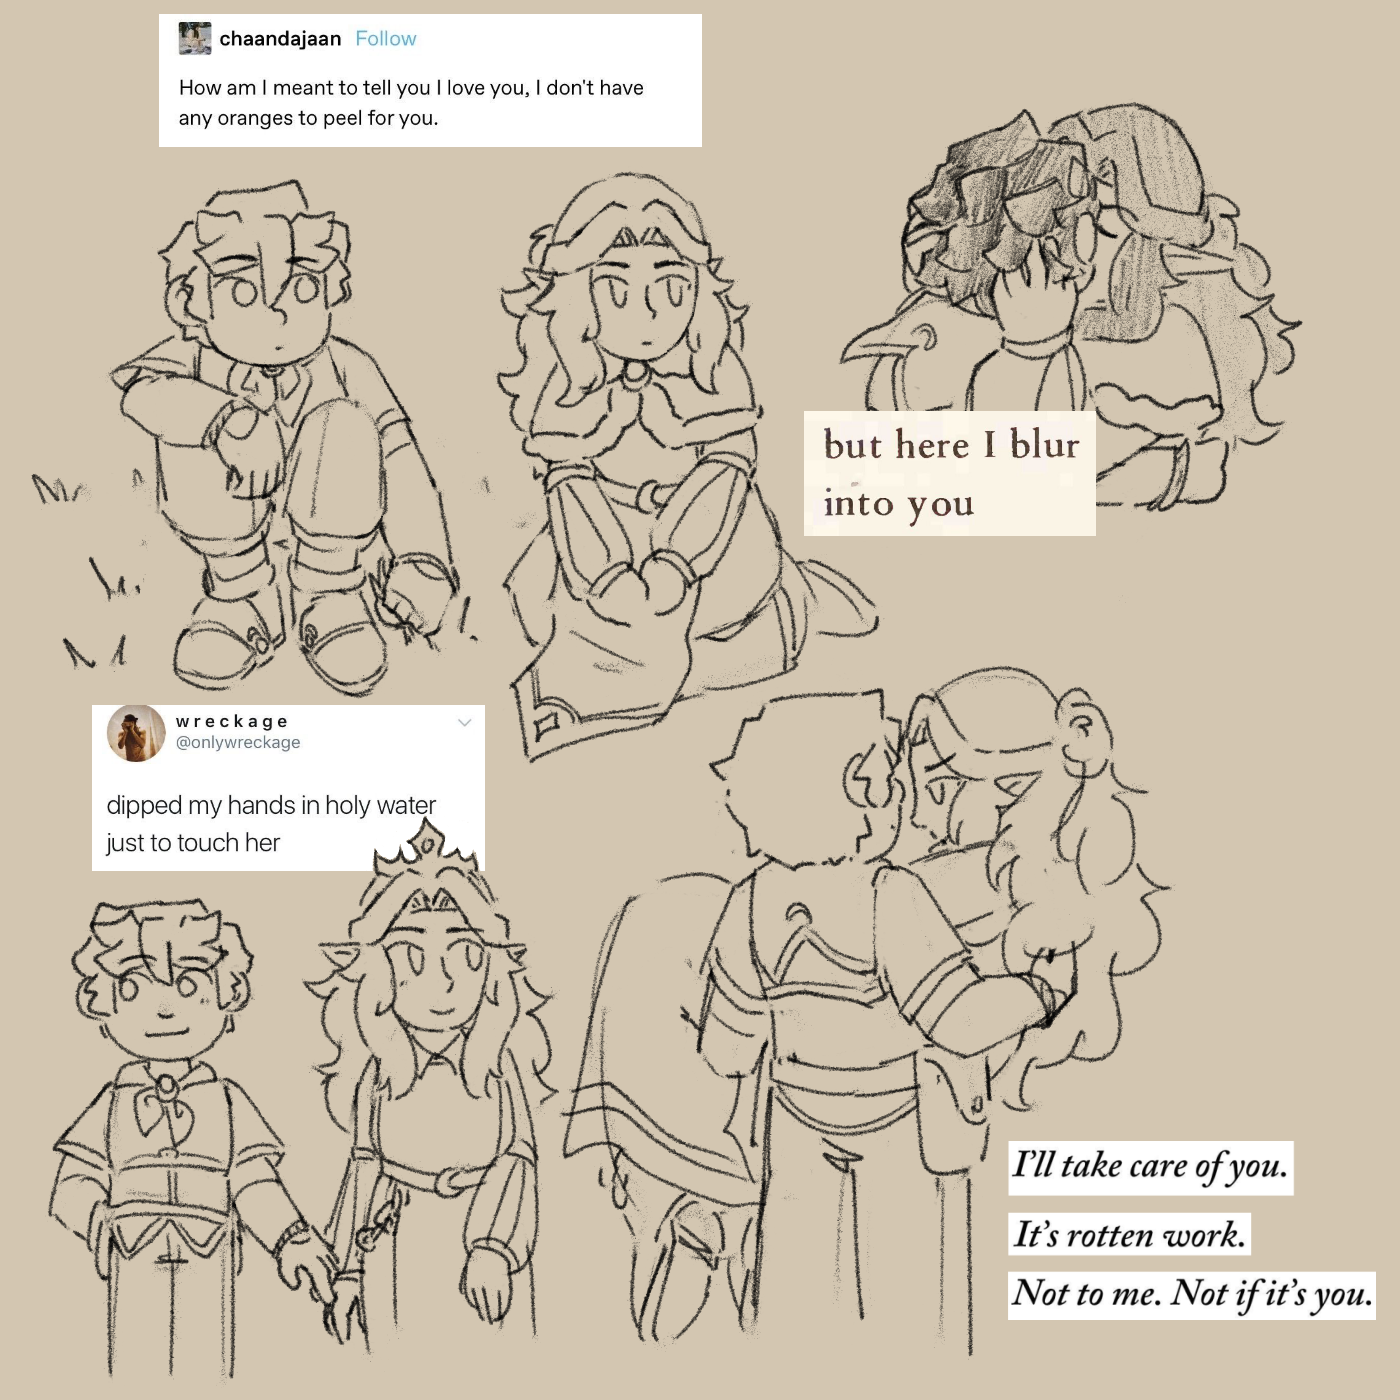 chaandajaan Follow
How am I meant to tell you I love you, I don't have
any oranges to peel for you.
but here I blur
into you
wreckage
@onlywreckage
dipped my hands in holy water
just to touch her
I'll take care of you.
It's rotten work.
Not to me. Not if it's you.